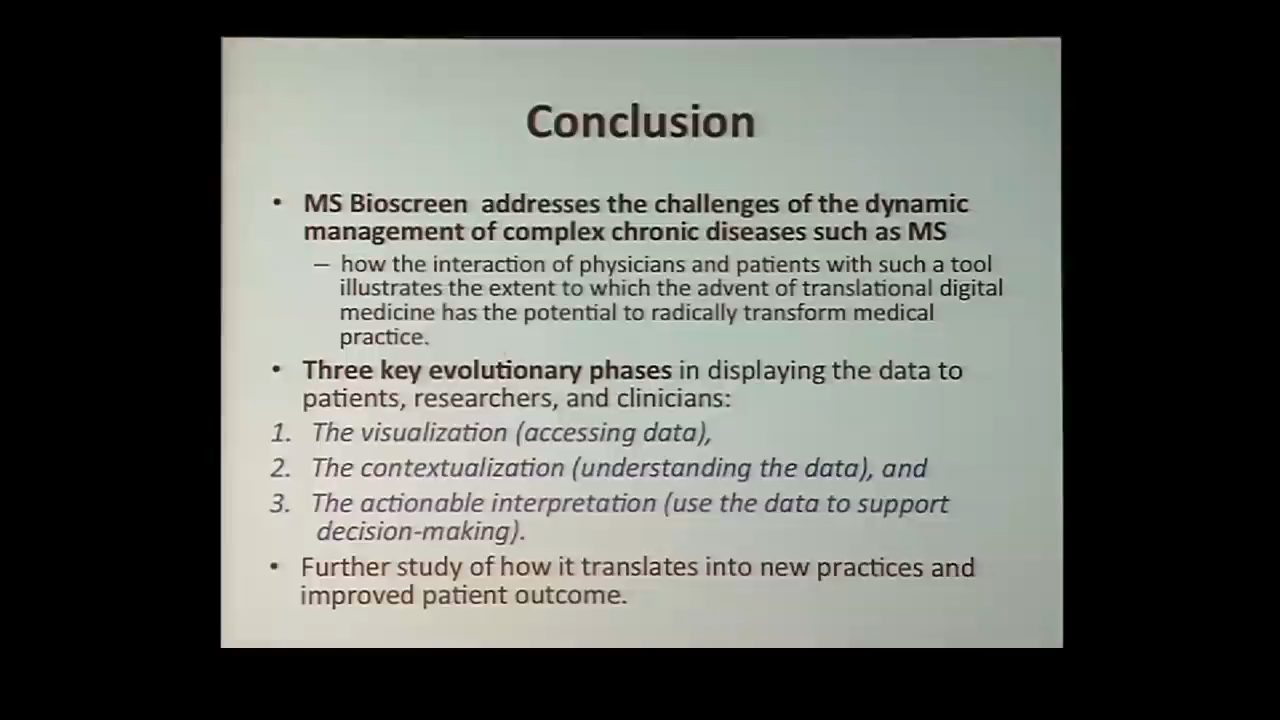 Conclusion
• MS Bioscreen addresses the challenges of the dynamic
management of complex chronic diseases such as MS
– how the interaction of physicians and patients with such a tool
illustrates the extent to which the advent of translational digital
medicine has the potential to radically transform medical
practice.
• Three key evolutionary phases in displaying the data to
patients, researchers, and clinicians:
1. The visualization (accessing data),
2. The contextualization (understanding the data), and
3. The actionable interpretation (use the data to support
decision-making).
• Further study of how it translates into new practices and
improved patient outcome.